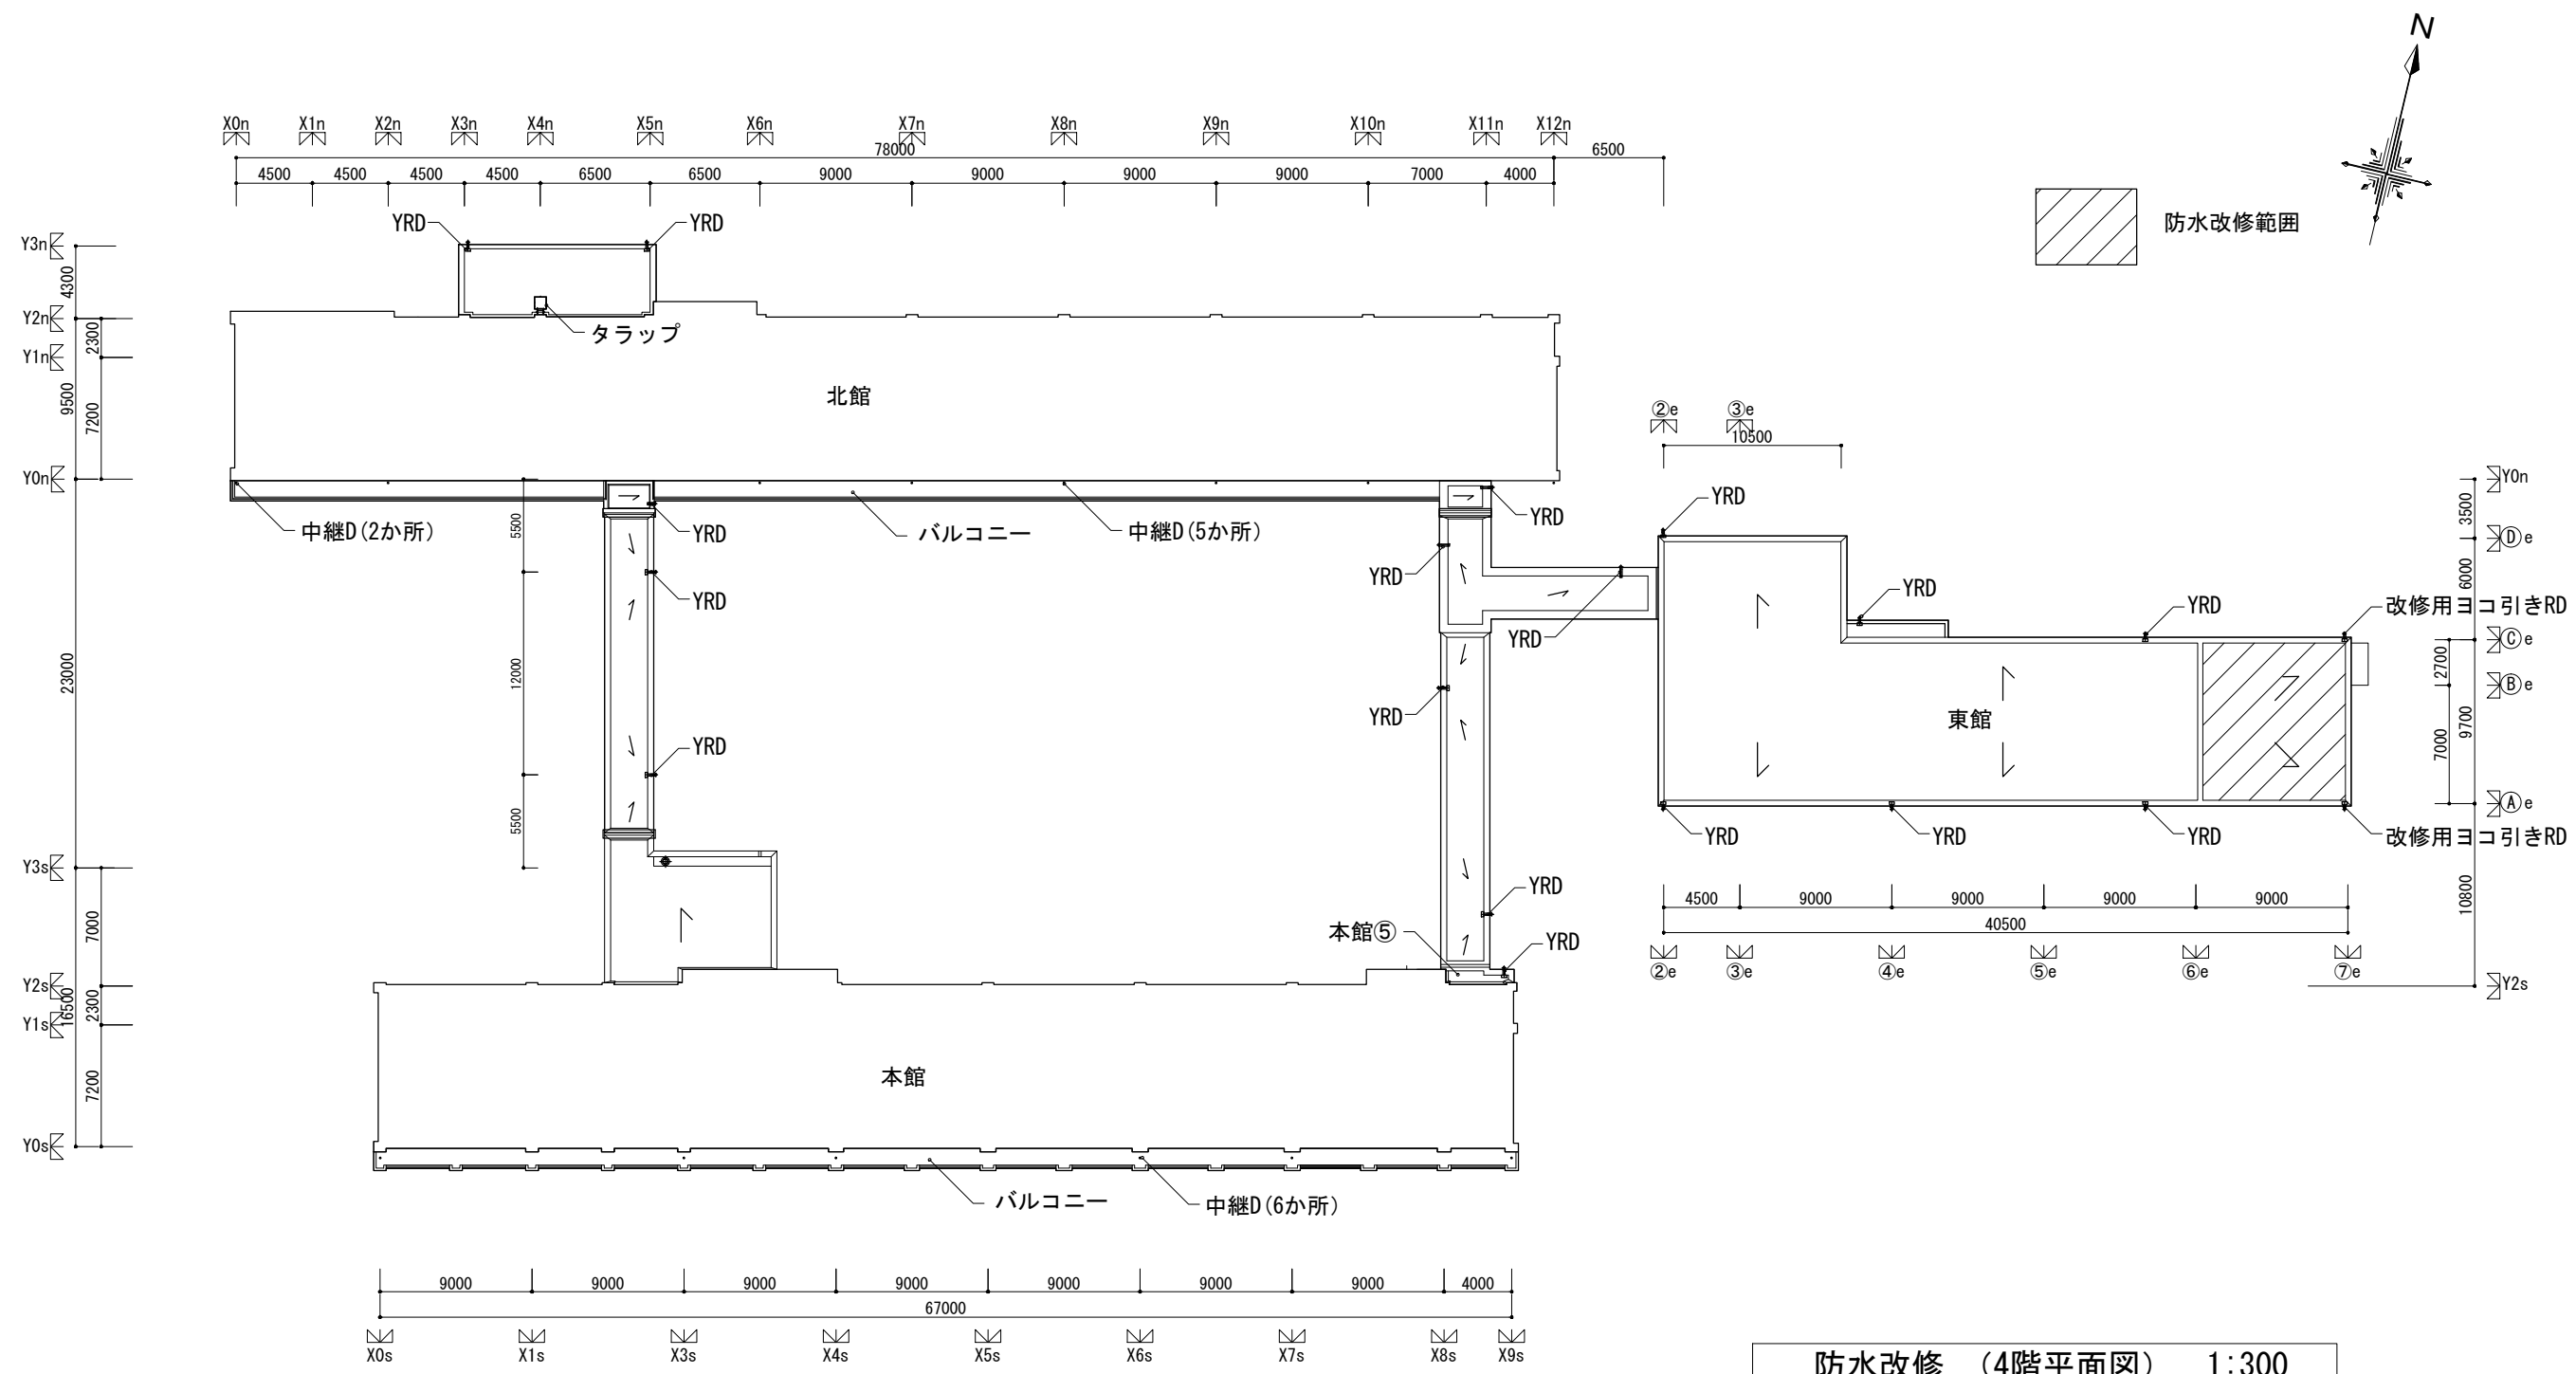 N
X0n X1n X2n X3n X4n X5n X6n X7n X8n X9n X10n X11n X12n
78000 6500
4500 4500 4500 4500 6500 6500 9000 9000 9000 9000 7000 4000
防水改修範囲
YRD YRD
Y3n
4300
タラップ
Y2n
2300
Y1n
9500
7200
北館
②e ③e
10500
Y0n
Y0n
3500
YRD
中継D(2か所)
5500
YRD
バルコニー
中継D(5か所)
YRD
Ⓓe
6000
YRD
YRD
YRD
YRD
YRD
改修用ヨコ引きRD
YRD
Ⓒe
2700
23000
12000
Ⓑe
YRD
東館
9700
7000
YRD
Ⓐe
YRD
YRD
YRD
改修用ヨコ引きRD
5500
Y3s
YRD
4500 9000 9000 9000 9000
10800
40500
7000
本館⑤
YRD
②e ③e ④e ⑤e ⑥e ⑦e
Y2s
Y2s
16500
2300
Y1s
本館
7200
Y0s
バルコニー
中継D(6か所)
9000 9000 9000 9000 9000 9000 9000 4000
67000
X0s X1s X3s X4s X5s X6s X7s X8s X9s
防水改修 (4階平面図) 1:300